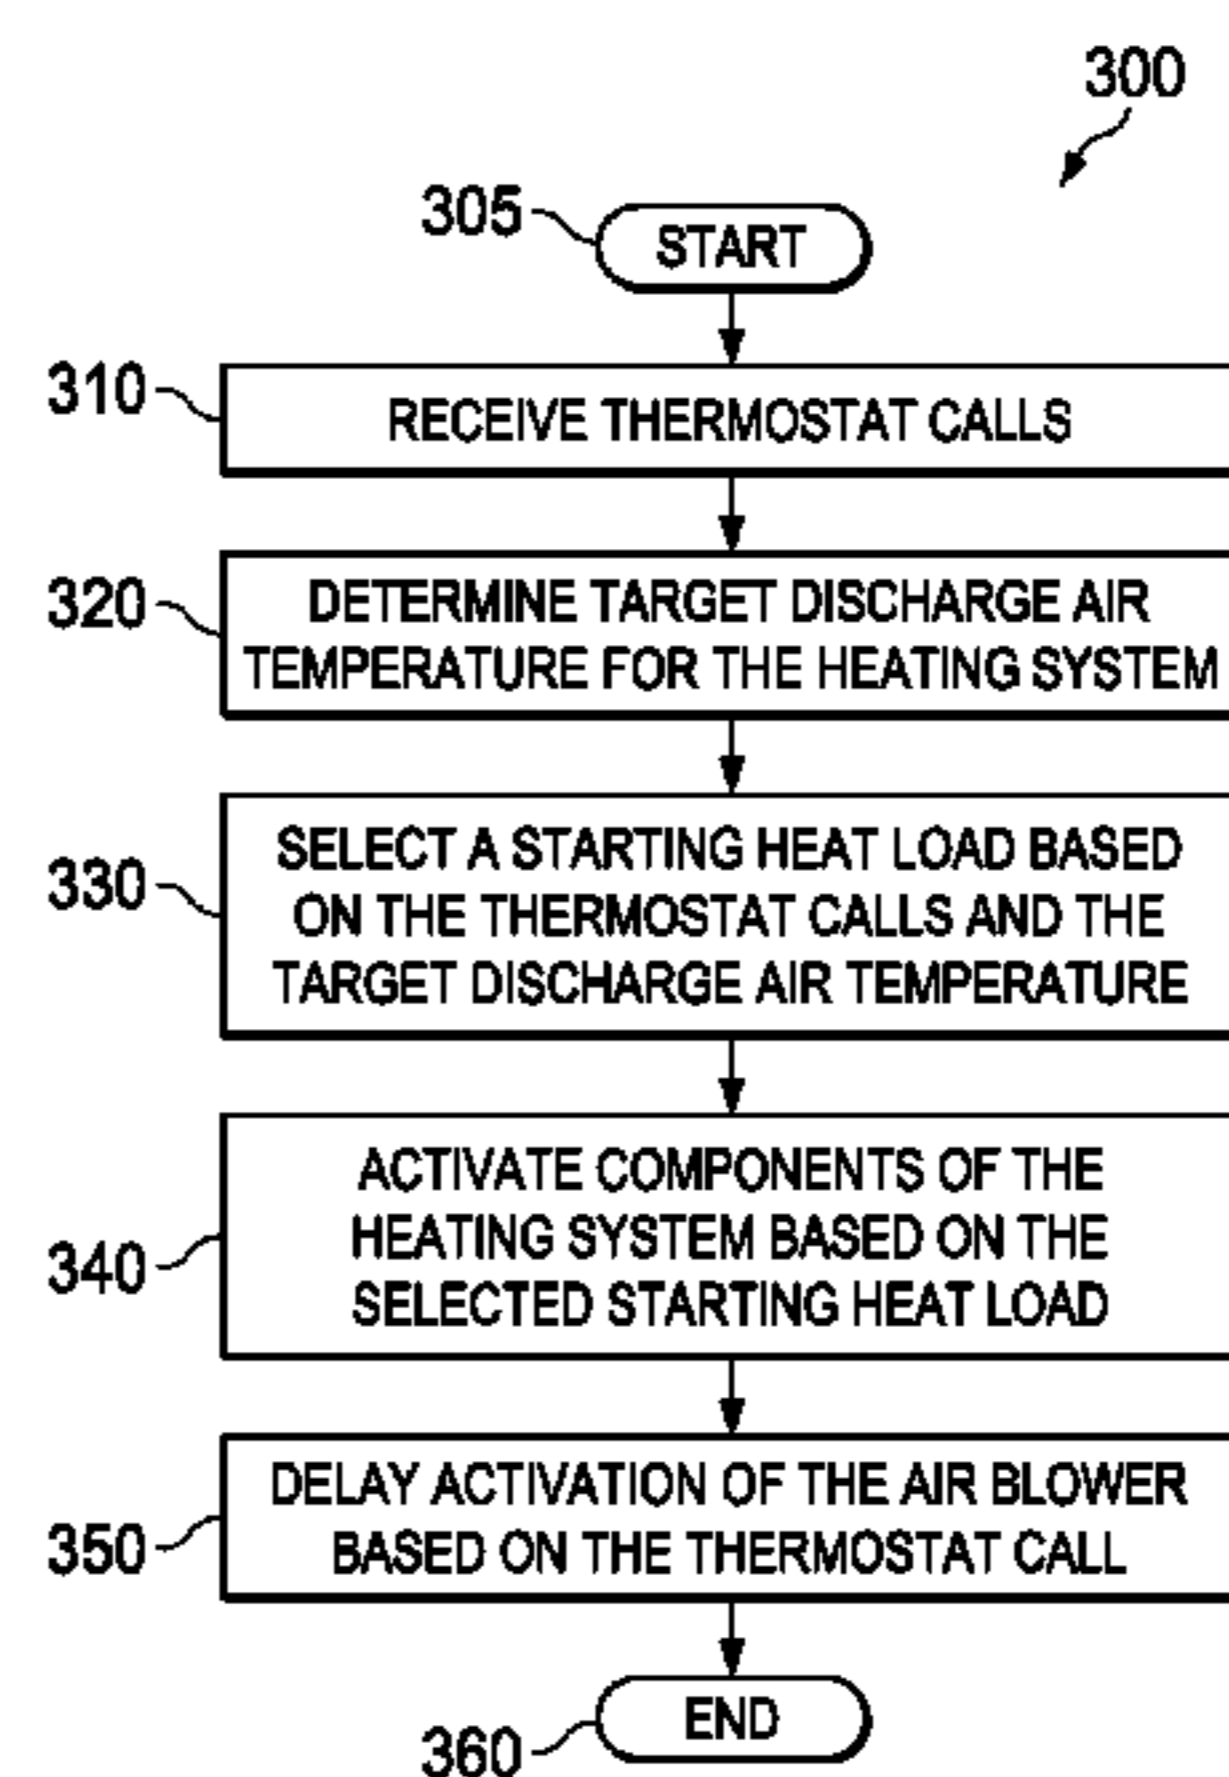 300
305
START
310
RECEIVE THERMOSTAT CALLS
320
DETERMINE TARGET DISCHARGE AIR
TEMPERATURE FOR THE HEATING SYSTEM
330
SELECT A STARTING HEAT LOAD BASED
ON THE THERMOSTAT CALLS AND THE
TARGET DISCHARGE AIR TEMPERATURE
340
ACTIVATE COMPONENTS OF THE
HEATING SYSTEM BASED ON THE
SELECTED STARTING HEAT LOAD
350
DELAY ACTIVATION OF THE AIR BLOWER
BASED ON THE THERMOSTAT CALL
360
END